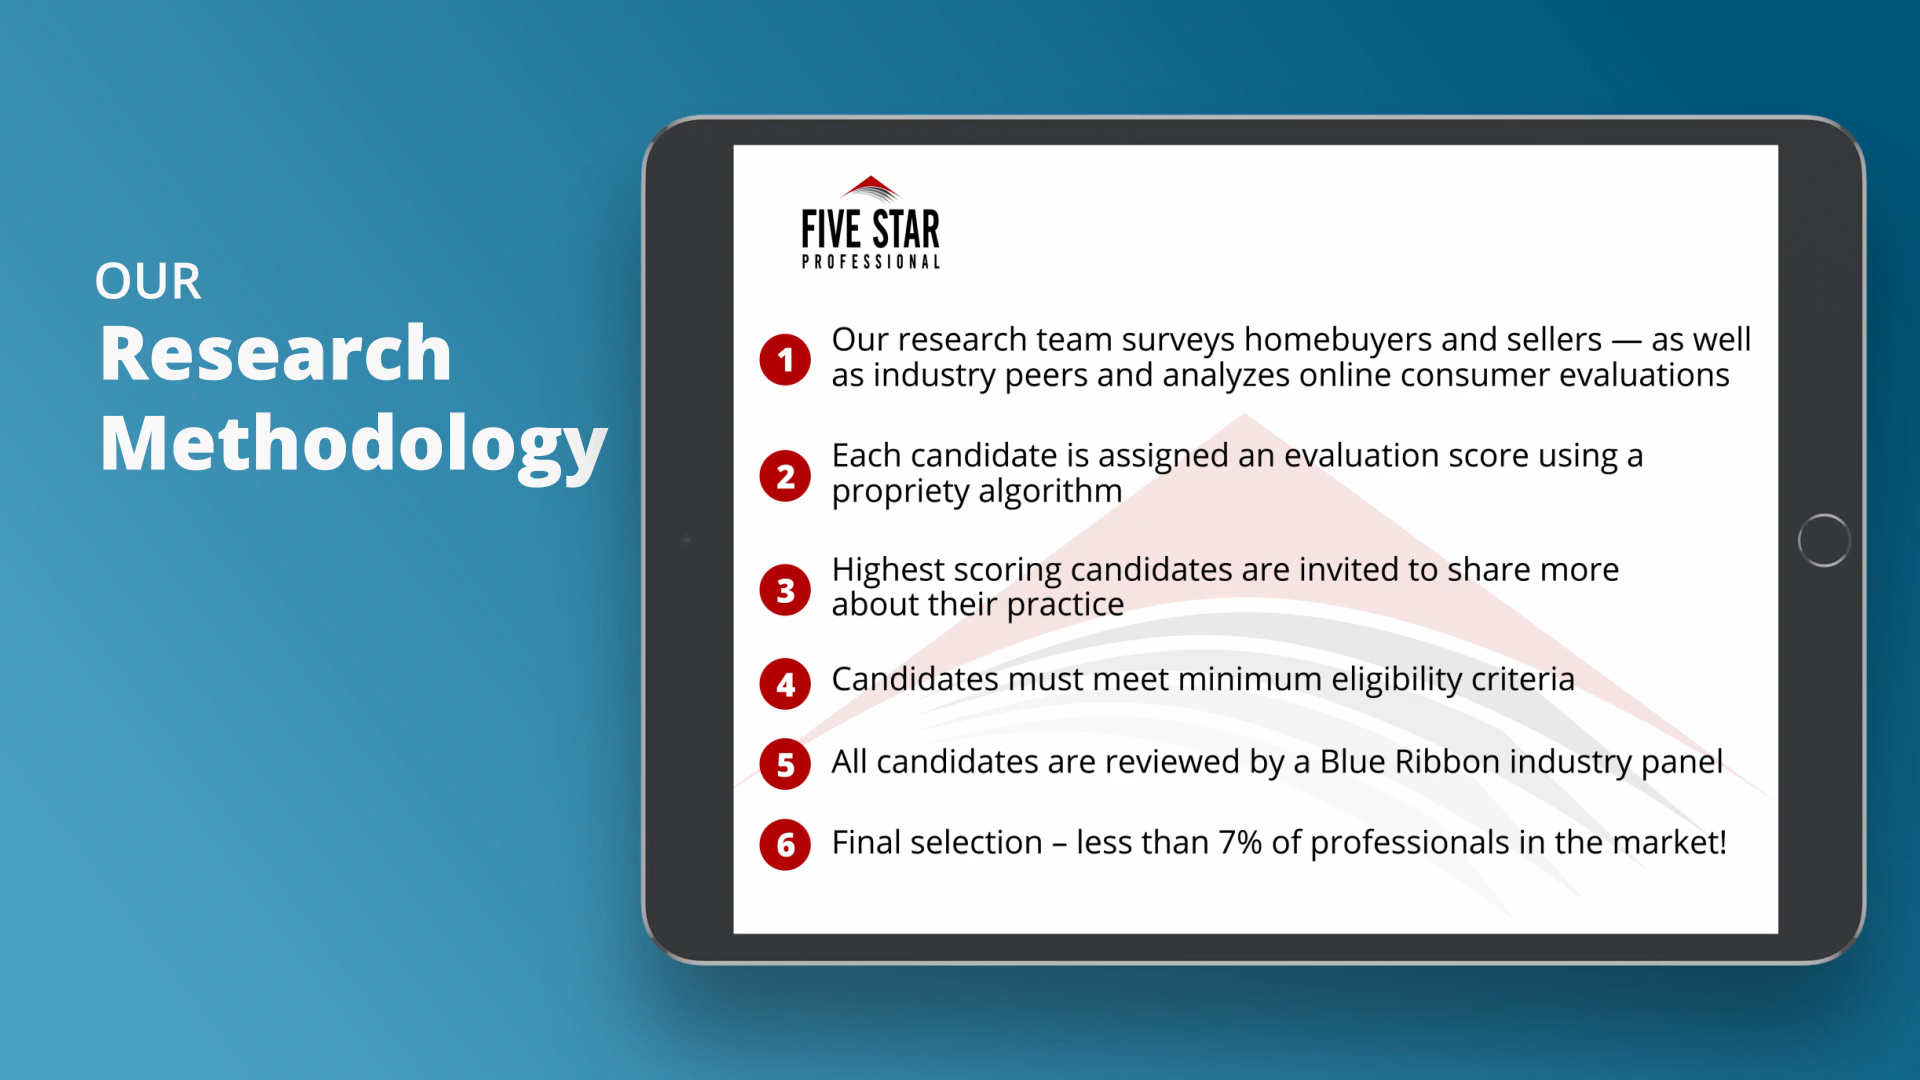 OUR
Research
Methodology
FIVE STAR
PROFESSIONAL
1 Our research team surveys homebuyers and sellers — as well
as industry peers and analyzes online consumer evaluations
2 Each candidate is assigned an evaluation score using a
propriety algorithm
3 Highest scoring candidates are invited to share more
about their practice
4 Candidates must meet minimum eligibility criteria
5 All candidates are reviewed by a Blue Ribbon industry panel
6 Final selection – less than 7% of professionals in the market!